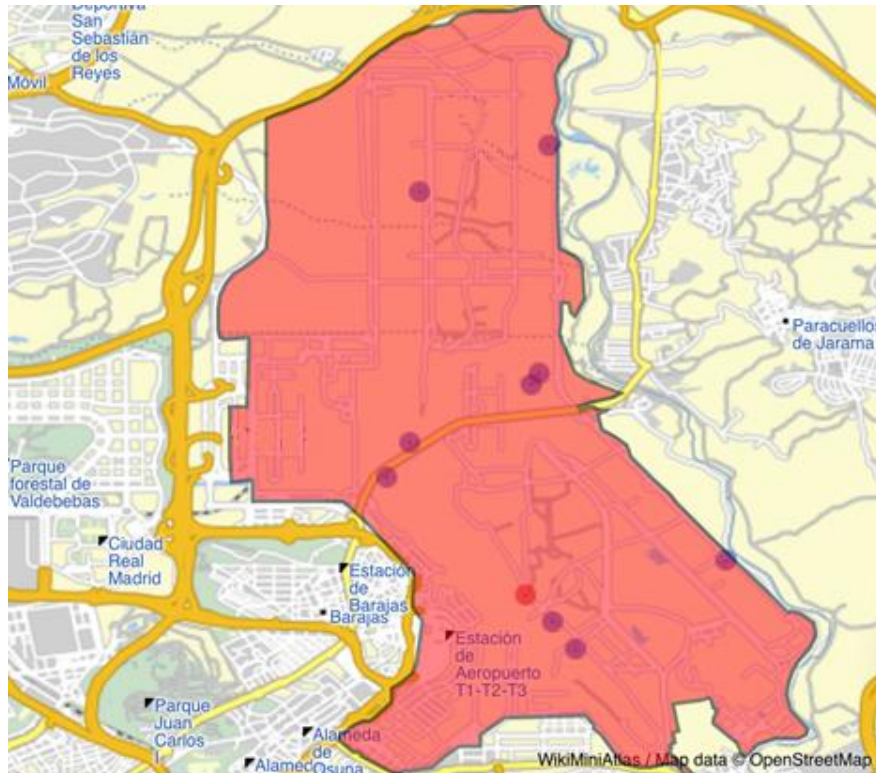 Deportiva
San
Sebastián
de los
Reyes
Móvil
Paracuellos
de Jarama
Parque
forestal de
Valdebebas
Ciudad
Real
Madrid
Estación
de
Barajas
Barajas
Estación
de
Aeropuerto
T1-T2-T3
Parque
Juan
Carlos
I
Alameda
de
Osuna
Alameda
WikiMiniAtlas / Map data © OpenStreetMap